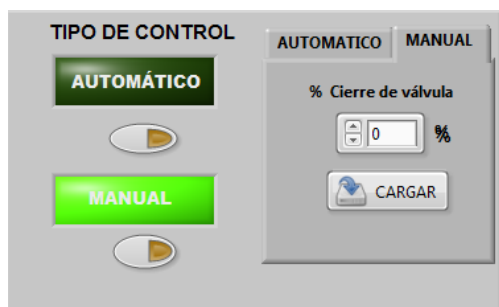 TIPO DE CONTROL
AUTOMÁTICO
MANUAL
AUTOMATICO MANUAL
% Cierre de válvula
0 %
CARGAR